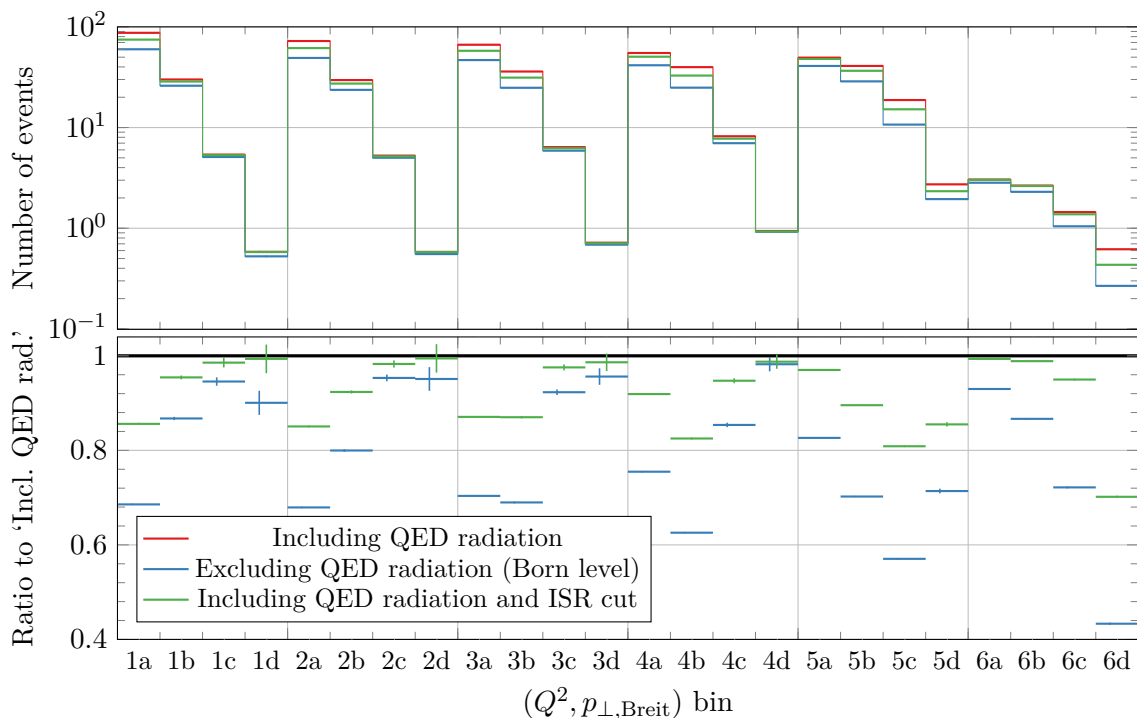 Number of events
10^2
10^1
10^0
10^−1
Ratio to ‘Incl. QED rad.’
1
0.8
0.6
0.4
Including QED radiation
Excluding QED radiation (Born level)
Including QED radiation and ISR cut
1a 1b 1c 1d 2a 2b 2c 2d 3a 3b 3c 3d 4a 4b 4c 4d 5a 5b 5c 5d 6a 6b 6c 6d
(Q², p⊥,Breit) bin